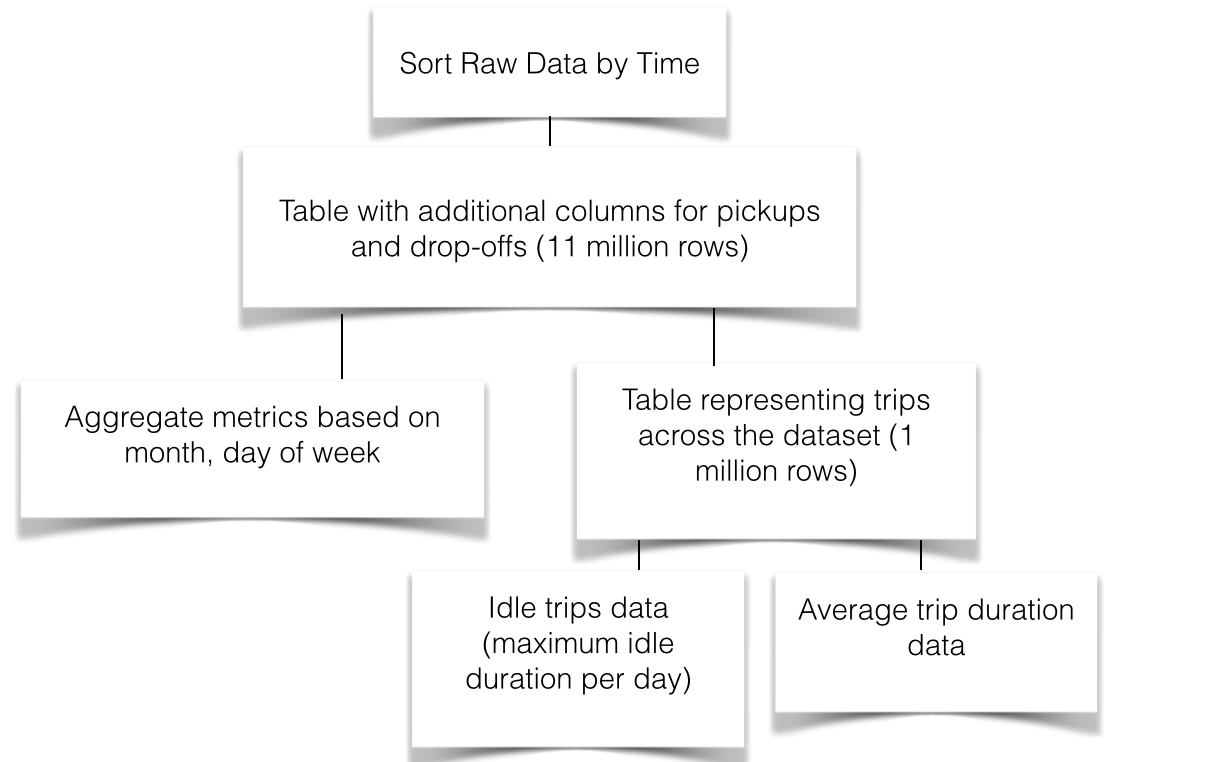 Sort Raw Data by Time
Table with additional columns for pickups
and drop-offs (11 million rows)
Aggregate metrics based on
month, day of week
Table representing trips
across the dataset (1
million rows)
Idle trips data
(maximum idle
duration per day)
Average trip duration
data